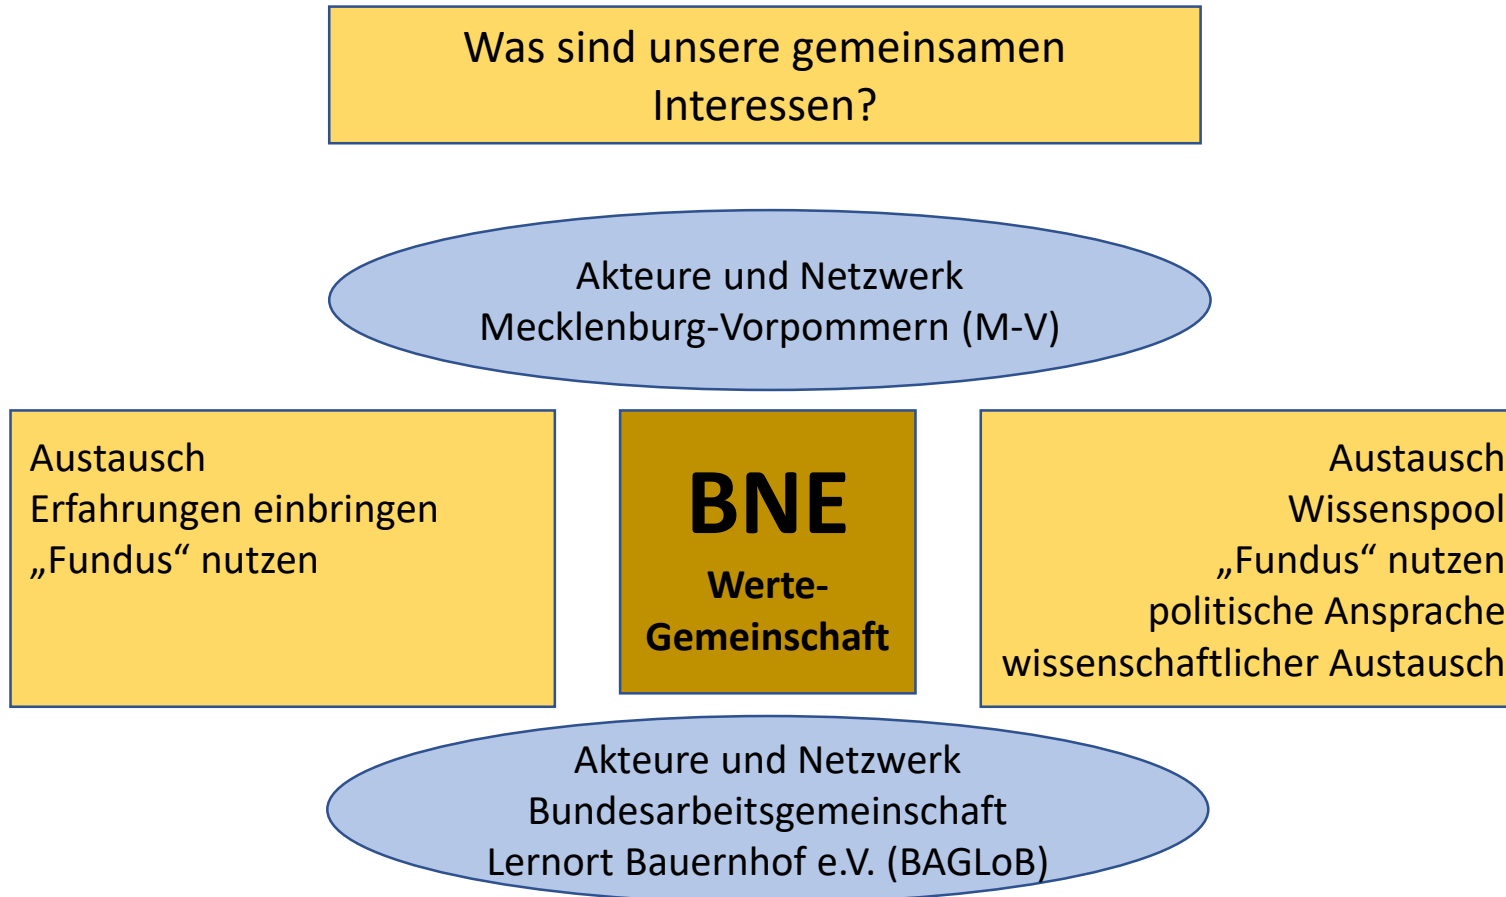 Was sind unsere gemeinsamen
Interessen?
Akteure und Netzwerk
Mecklenburg-Vorpommern (M-V)
Austausch
Erfahrungen einbringen
„Fundus“ nutzen
BNE
Werte-
Gemeinschaft
Austausch
Wissenspool
„Fundus“ nutzen
politische Ansprache
wissenschaftlicher Austausch
Akteure und Netzwerk
Bundesarbeitsgemeinschaft
Lernort Bauernhof e.V. (BAGLoB)